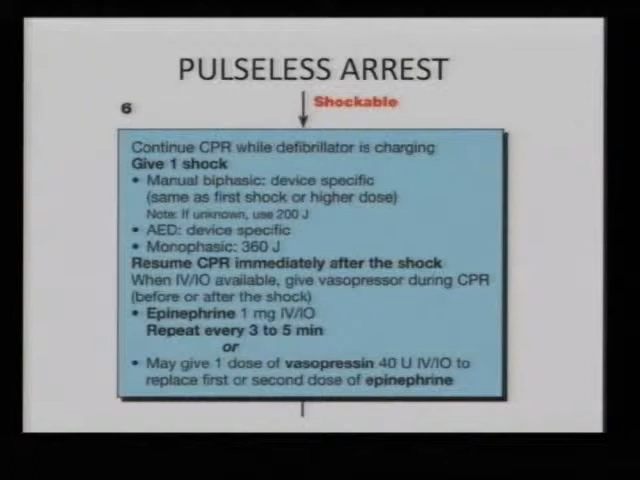 PULSELESS ARREST
6
Shockable
Continue CPR while defibrillator is charging
Give 1 shock
• Manual biphasic: device specific
(same as first shock or higher dose)
Note: If unknown, use 200 J
• AED: device specific
• Monophasic: 360 J
Resume CPR immediately after the shock
When IV/IO available, give vasopressor during CPR
(before or after the shock)
• Epinephrine 1 mg IV/IO
Repeat every 3 to 5 min
or
• May give 1 dose of vasopressin 40 U IV/IO to
replace first or second dose of epinephrine